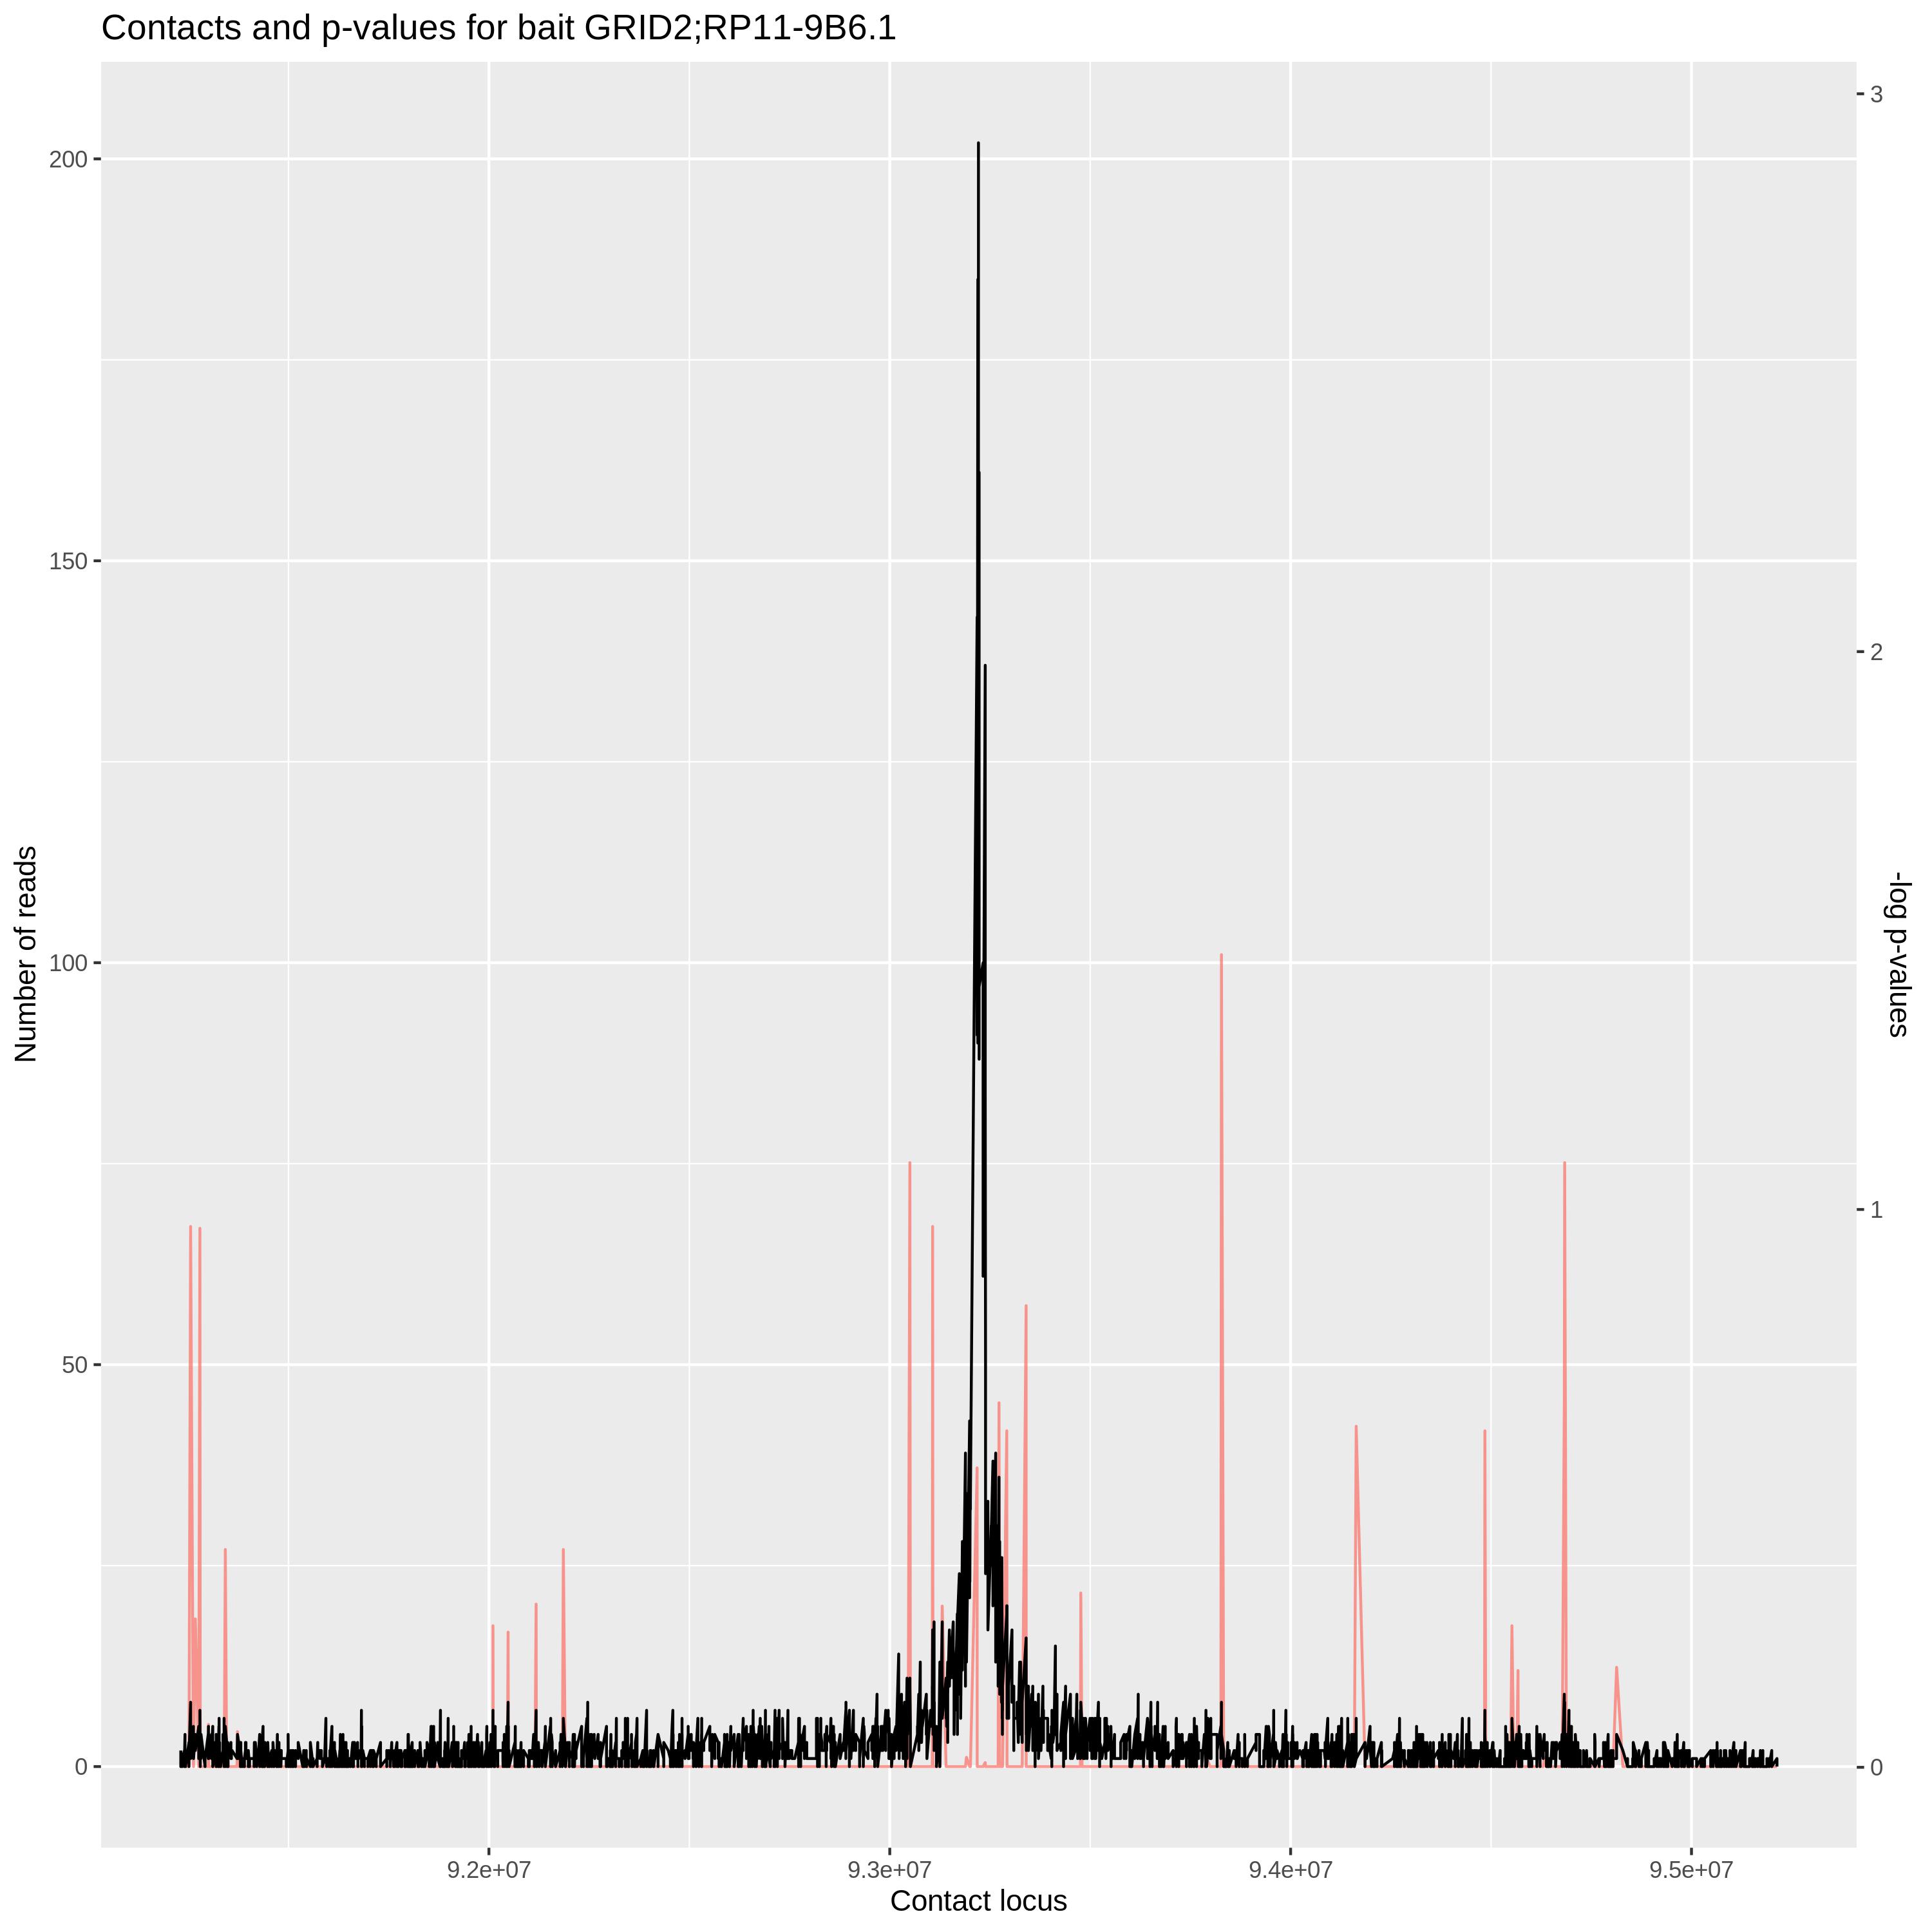 Contacts and p-values for bait GRID2;RP11-9B6.1
Number of reads
200
150
100
50
0
3
2
1
0
-log p-values
9.2e+07
9.3e+07
9.4e+07
9.5e+07
Contact locus